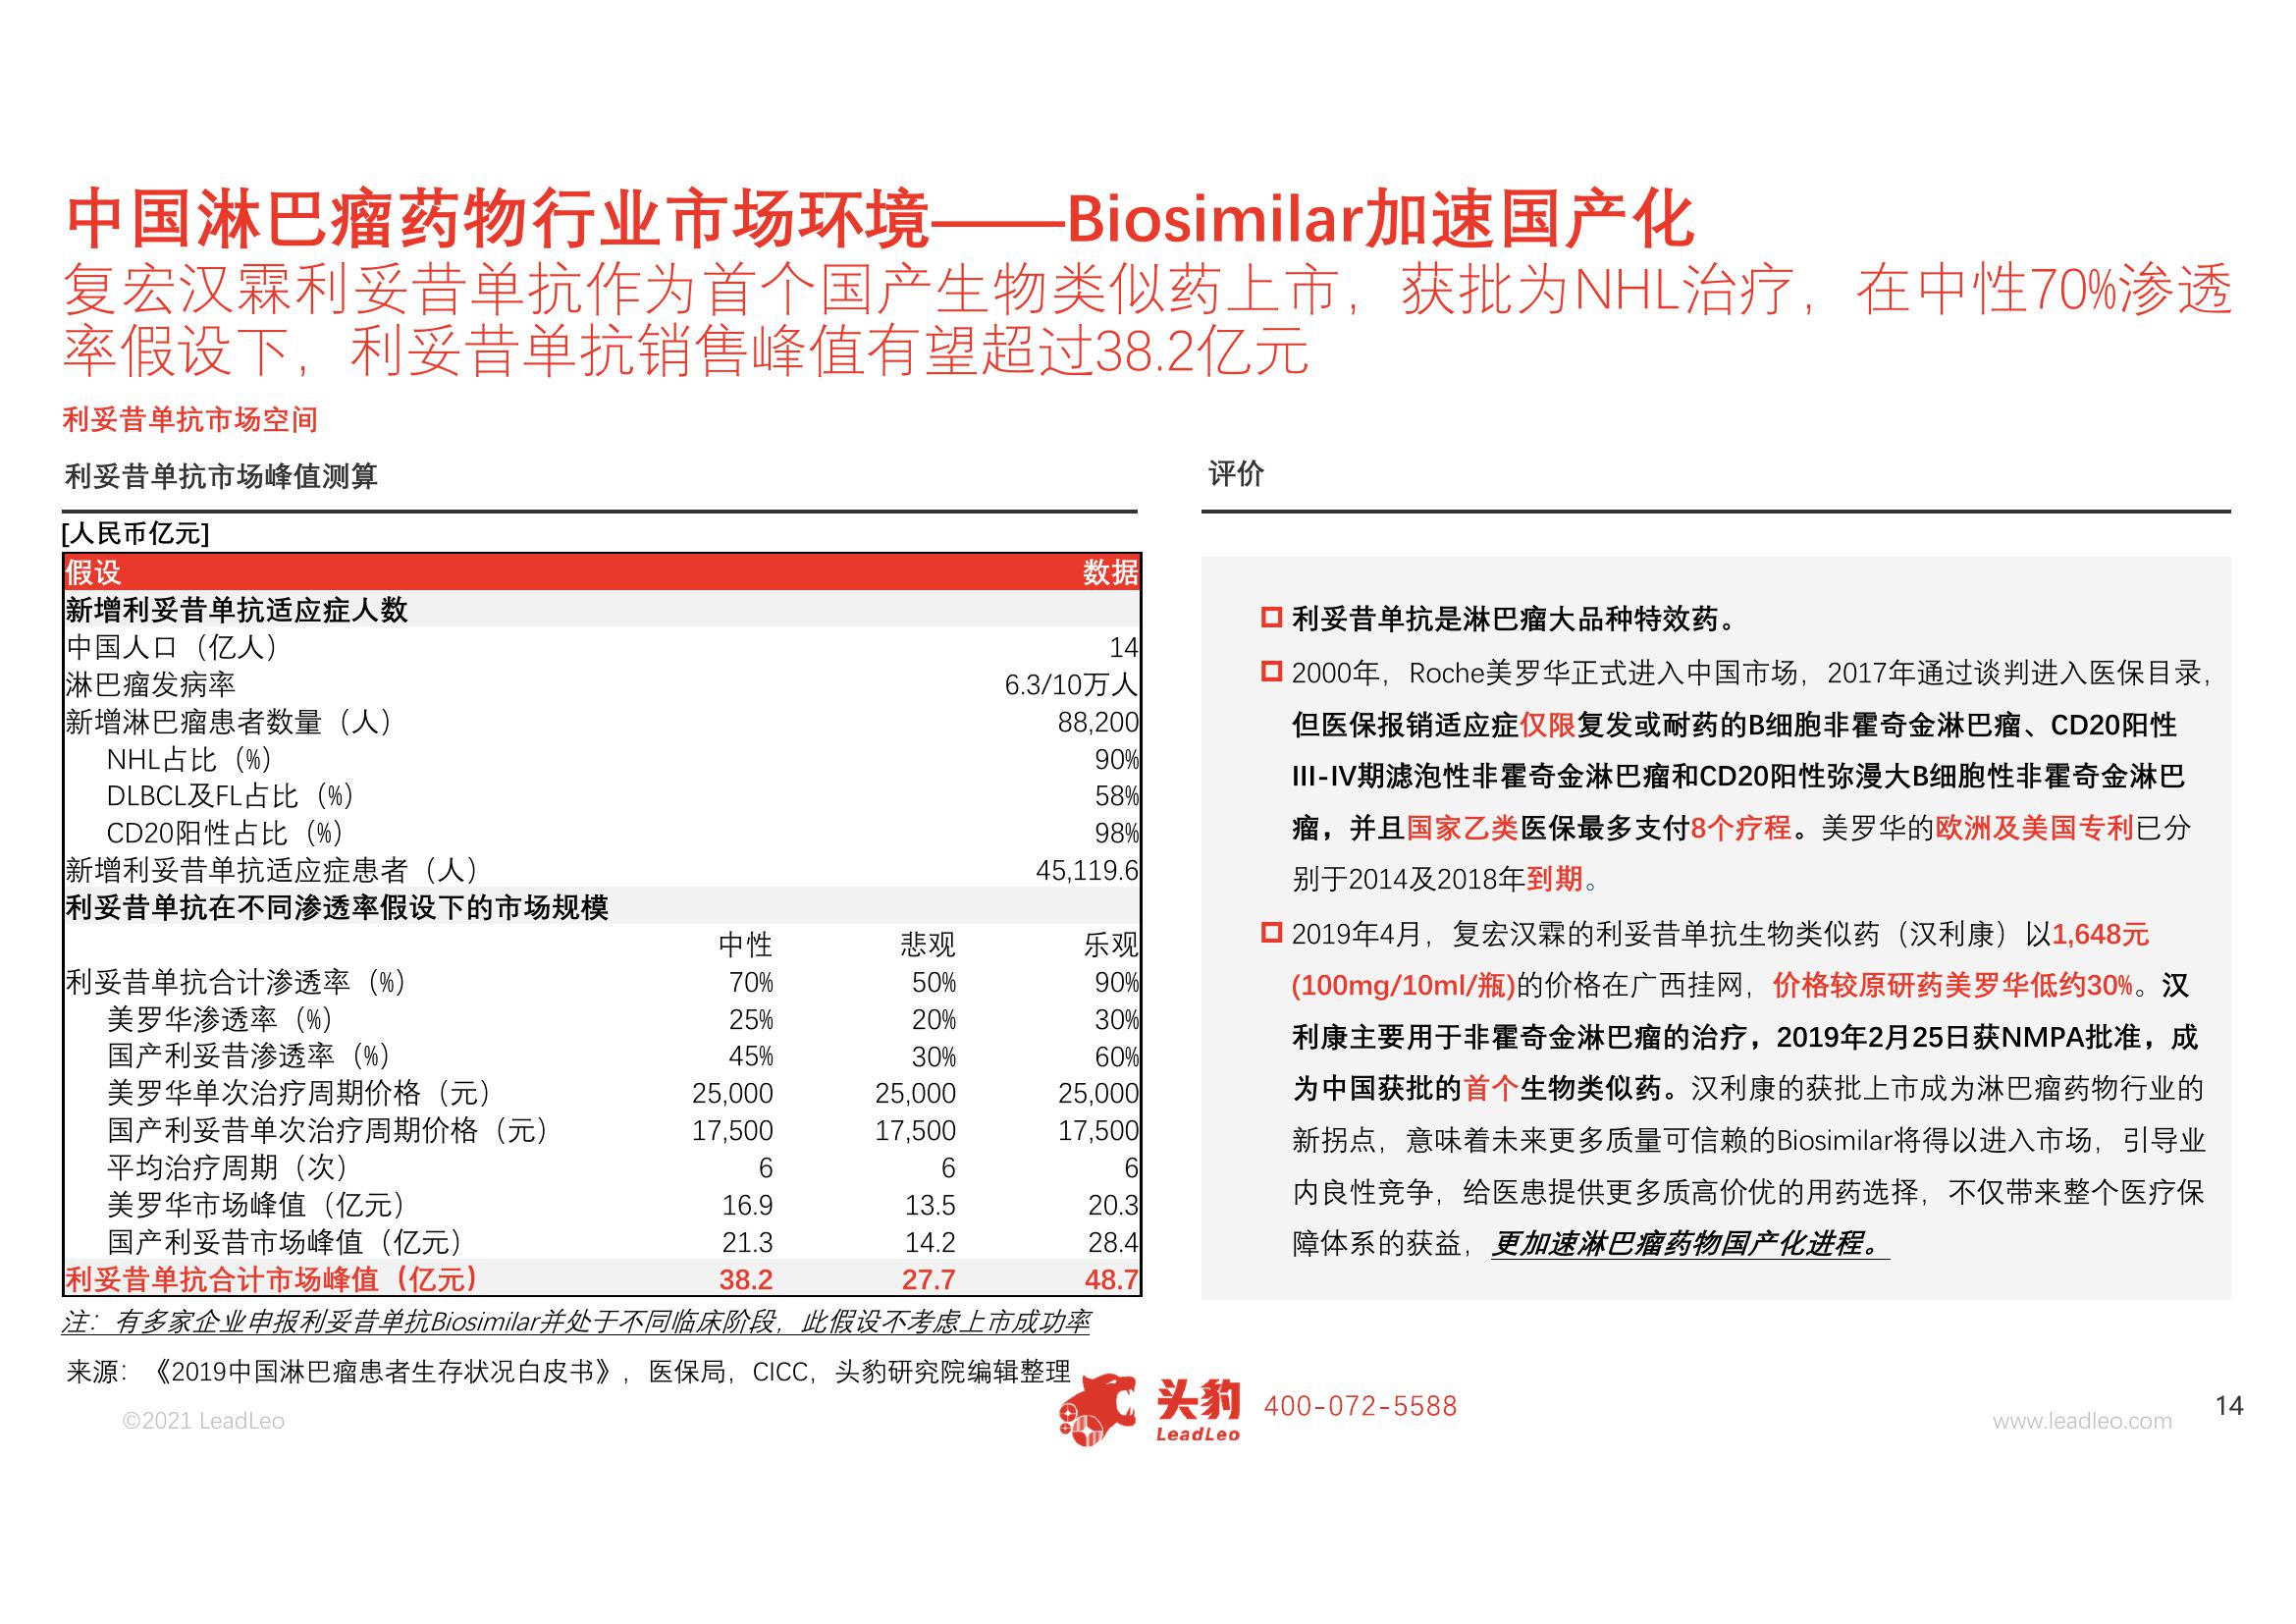 中国淋巴瘤药物行业市场环境——Biosimilar加速国产化
复宏汉霖利妥昔单抗作为首个国产生物类似药上市，获批为NHL治疗，在中性70%渗透
率假设下，利妥昔单抗销售峰值有望超过38.2亿元
利妥昔单抗市场空间
利妥昔单抗市场峰值测算
[人民币亿元]
假设 数据
新增利妥昔单抗适应症人数
中国人口（亿人） 14
淋巴瘤发病率 6.3/10万人
新增淋巴瘤患者数量（人） 88,200
NHL占比（%） 90%
DLBCL及FL占比（%） 58%
CD20阳性占比（%） 98%
新增利妥昔单抗适应症患者（人） 45,119.6
利妥昔单抗在不同渗透率假设下的市场规模
中性 悲观 乐观
利妥昔单抗合计渗透率（%） 70% 50% 90%
美罗华渗透率（%） 25% 20% 30%
国产利妥昔渗透率（%） 45% 30% 60%
美罗华单次治疗周期价格（元） 25,000 25,000 25,000
国产利妥昔单次治疗周期价格（元） 17,500 17,500 17,500
平均治疗周期（次） 6 6 6
美罗华市场峰值（亿元） 16.9 13.5 20.3
国产利妥昔市场峰值（亿元） 21.3 14.2 28.4
利妥昔单抗合计市场峰值（亿元） 38.2 27.7 48.7
注：有多家企业申报利妥昔单抗Biosimilar并处于不同临床阶段，此假设不考虑上市成功率
来源：《2019中国淋巴瘤患者生存状况白皮书》，医保局，CICC，头豹研究院编辑整理
评价
利妥昔单抗是淋巴瘤大品种特效药。
2000年，Roche美罗华正式进入中国市场，2017年通过谈判进入医保目录，
但医保报销适应症仅限复发或耐药的B细胞非霍奇金淋巴瘤、CD20阳性
III-IV期滤泡性非霍奇金淋巴瘤和CD20阳性弥漫大B细胞性非霍奇金淋巴
瘤，并且国家乙类医保最多支付8个疗程。美罗华的欧洲及美国专利已分
别于2014及2018年到期。
2019年4月，复宏汉霖的利妥昔单抗生物类似药（汉利康）以1,648元
(100mg/10ml/瓶)的价格在广西挂网，价格较原研药美罗华低约30%。汉
利康主要用于非霍奇金淋巴瘤的治疗，2019年2月25日获NMPA批准，成
为中国获批的首个生物类似药。汉利康的获批上市成为淋巴瘤药物行业的
新拐点，意味着未来更多质量可信赖的Biosimilar将得以进入市场，引导业
内良性竞争，给医患提供更多质高价优的用药选择，不仅带来整个医疗保
障体系的获益，更加速淋巴瘤药物国产化进程。
©2021 LeadLeo
头豹
LeadLeo
400-072-5588
www.leadleo.com
14